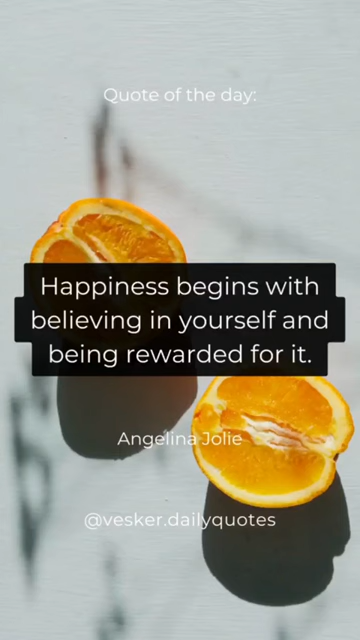 Quote of the day:
Happiness begins with
believing in yourself and
being rewarded for it.
Angelina Jolie
@vesker.dailyquotes